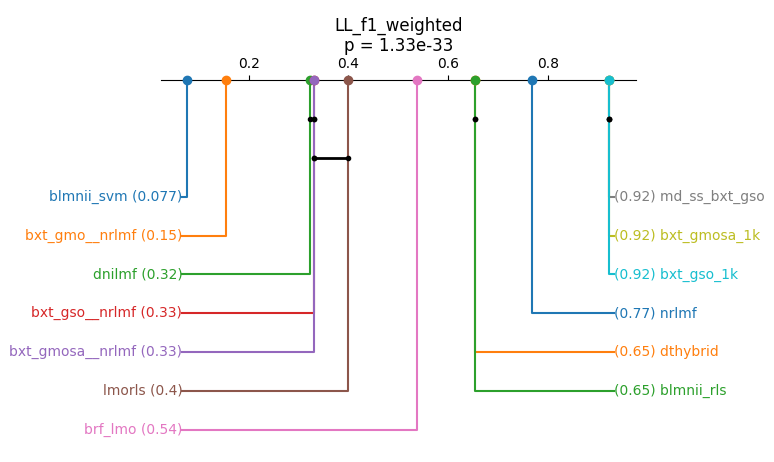 LL_f1_weighted
p = 1.33e-33
0.2 0.4 0.6 0.8
blmnii_svm (0.077)
bxt_gmo__nrlmf (0.15)
dnilmf (0.32)
bxt_gso__nrlmf (0.33)
bxt_gmosa__nrlmf (0.33)
lmorls (0.4)
brf_lmo (0.54)
(0.92) md_ss_bxt_gso
(0.92) bxt_gmosa_1k
(0.92) bxt_gso_1k
(0.77) nrlmf
(0.65) dthybrid
(0.65) blmnii_rls